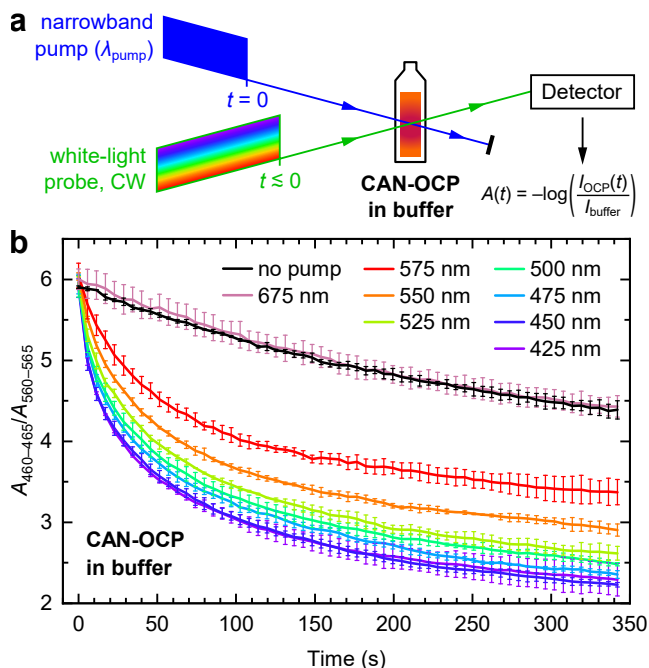 a
narrowband
pump (λpump)
t = 0
white-light
probe, CW
t ≲ 0
CAN-OCP
in buffer
Detector
A(t) = –log(IOCP(t)/Ibuffer)
b
no pump
675 nm
575 nm
550 nm
525 nm
500 nm
475 nm
450 nm
425 nm
A460–465/A560–565
6
5
4
3
2
CAN-OCP
in buffer
0 50 100 150 200 250 300 350
Time (s)